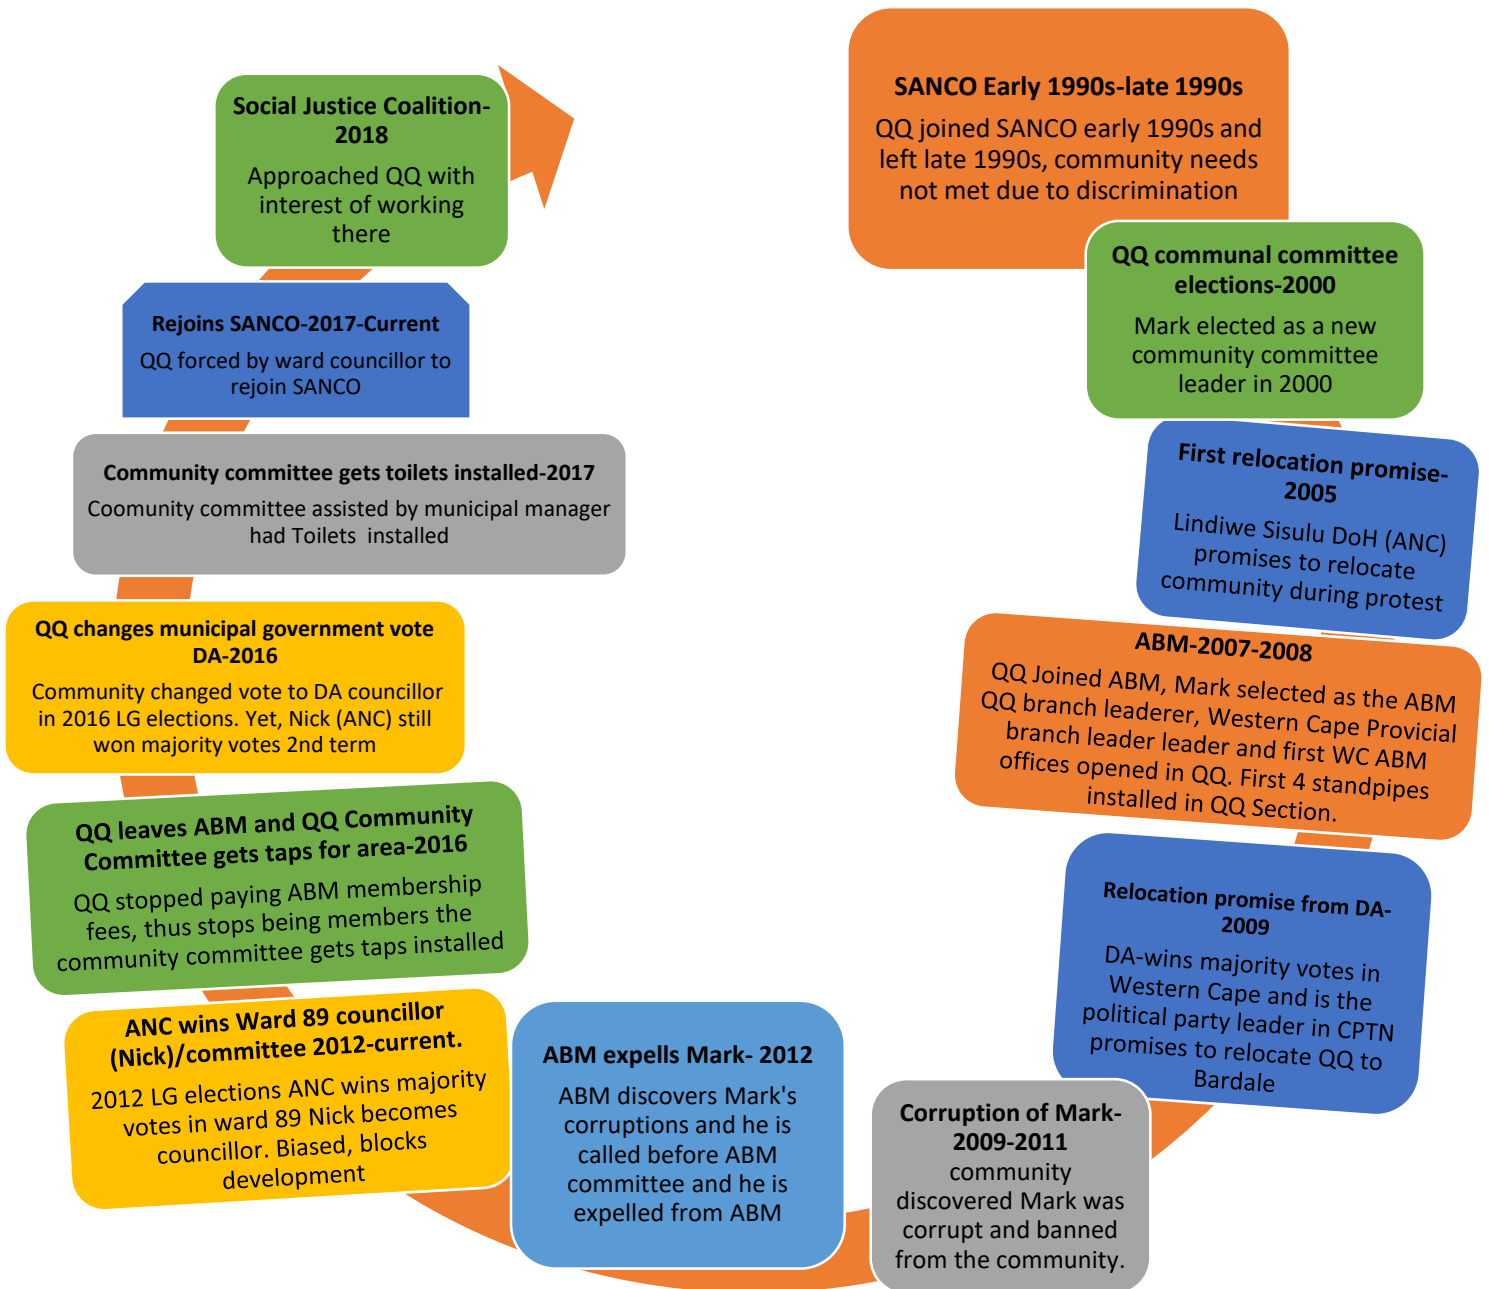 SANCO Early 1990s-late 1990s
QQ joined SANCO early 1990s and
left late 1990s, community needs
not met due to discrimination
QQ communal committee
elections-2000
Mark elected as a new
community committee
leader in 2000
First relocation promise-
2005
Lindiwe Sisulu DoH (ANC)
promises to relocate
community during protest
ABM-2007-2008
QQ Joined ABM, Mark selected as the ABM
QQ branch leaderer, Western Cape Provicial
branch leader leader and first WC ABM
offices opened in QQ. First 4 standpipes
installed in QQ Section.
Relocation promise from DA-
2009
DA-wins majority votes in
Western Cape and is the
political party leader in CPTN
promises to relocate QQ to
Bardale
Corruption of Mark-
2009-2011
community
discovered Mark was
corrupt and banned
from the community.
ABM expells Mark- 2012
ABM discovers Mark's
corruptions and he is
called before ABM
committee and he is
expelled from ABM
ANC wins Ward 89 councillor
(Nick)/committee 2012-current.
2012 LG elections ANC wins majority
votes in ward 89 Nick becomes
councillor. Biased, blocks
development
QQ leaves ABM and QQ Community
Committee gets taps for area-2016
QQ stopped paying ABM membership
fees, thus stops being members the
community committee gets taps installed
QQ changes municipal government vote
DA-2016
Community changed vote to DA councillor
in 2016 LG elections. Yet, Nick (ANC) still
won majority votes 2nd term
Community committee gets toilets installed-2017
Coomunity committee assisted by municipal manager
had Toilets installed
Rejoins SANCO-2017-Current
QQ forced by ward councillor to
rejoin SANCO
Social Justice Coalition-
2018
Approached QQ with
interest of working
there